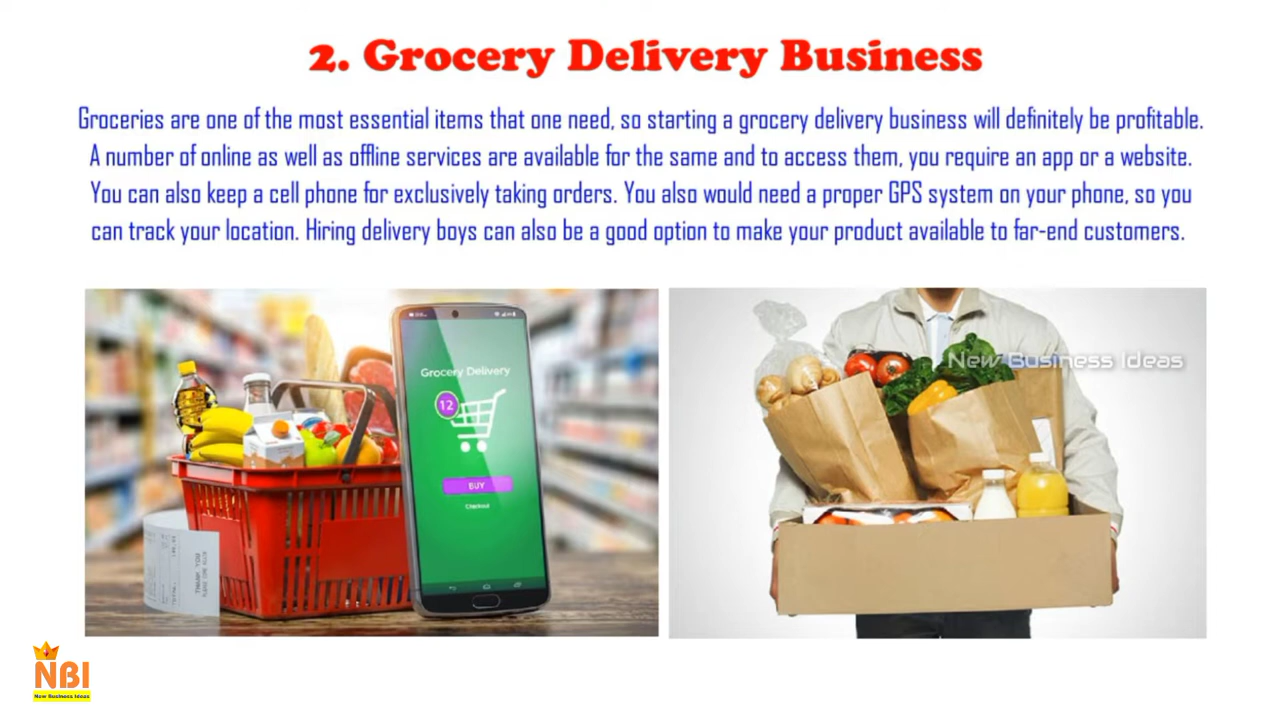 2. Grocery Delivery Business
Groceries are one of the most essential items that one need, so starting a grocery delivery business will definitely be profitable.
A number of online as well as offline services are available for the same and to access them, you require an app or a website.
You can also keep a cell phone for exclusively taking orders. You also would need a proper GPS system on your phone, so you
can track your location. Hiring delivery boys can also be a good option to make your product available to far-end customers.
Grocery Delivery
12
BUY
Checkout
THANK YOU
New Business Ideas
NBI
New Business Ideas